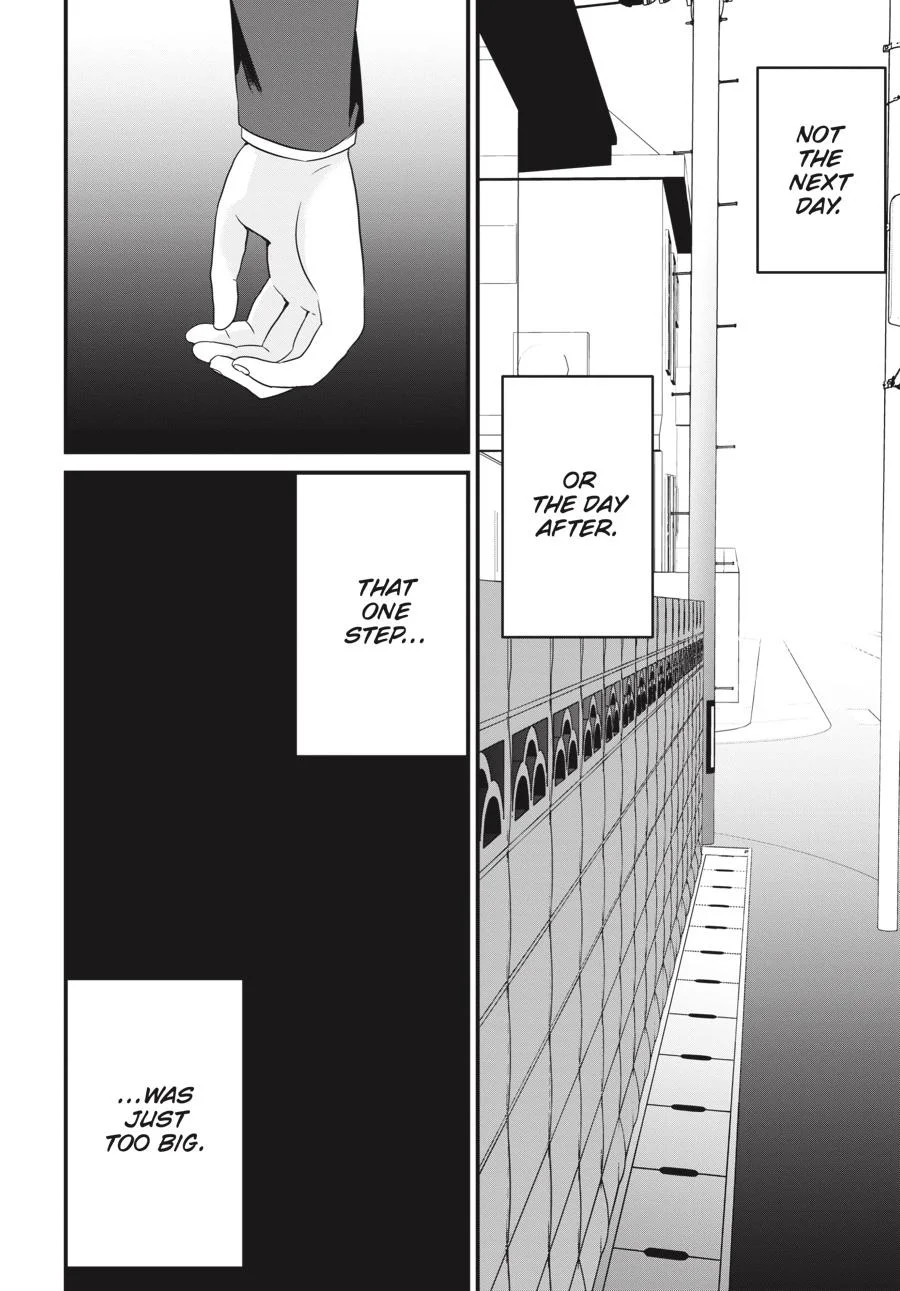 NOT
THE
NEXT
DAY.
OR
THE DAY
AFTER.
THAT
ONE
STEP...
...WAS
JUST
TOO BIG.